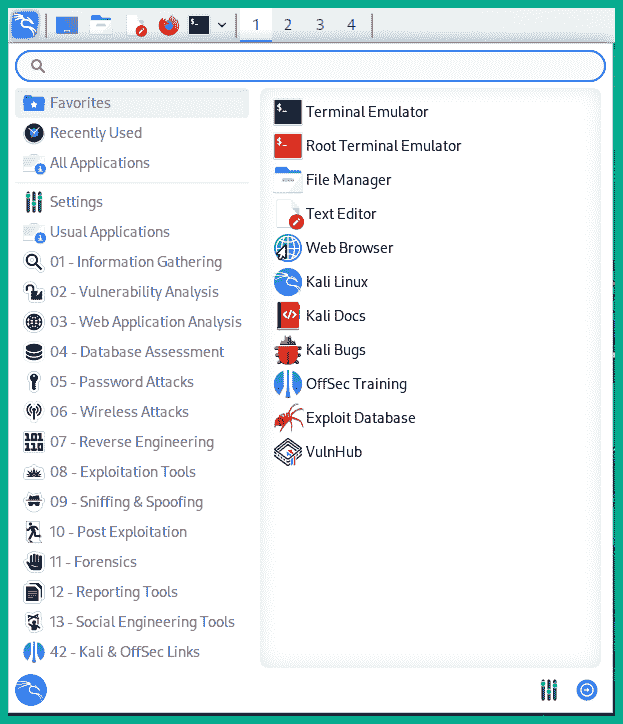 1 2 3 4
Favorites
Recently Used
All Applications
Settings
Usual Applications
01 - Information Gathering
02 - Vulnerability Analysis
03 - Web Application Analysis
04 - Database Assessment
05 - Password Attacks
06 - Wireless Attacks
07 - Reverse Engineering
08 - Exploitation Tools
09 - Sniffing & Spoofing
10 - Post Exploitation
11 - Forensics
12 - Reporting Tools
13 - Social Engineering Tools
42 - Kali & OffSec Links
Terminal Emulator
Root Terminal Emulator
File Manager
Text Editor
Web Browser
Kali Linux
Kali Docs
Kali Bugs
OffSec Training
Exploit Database
VulnHub